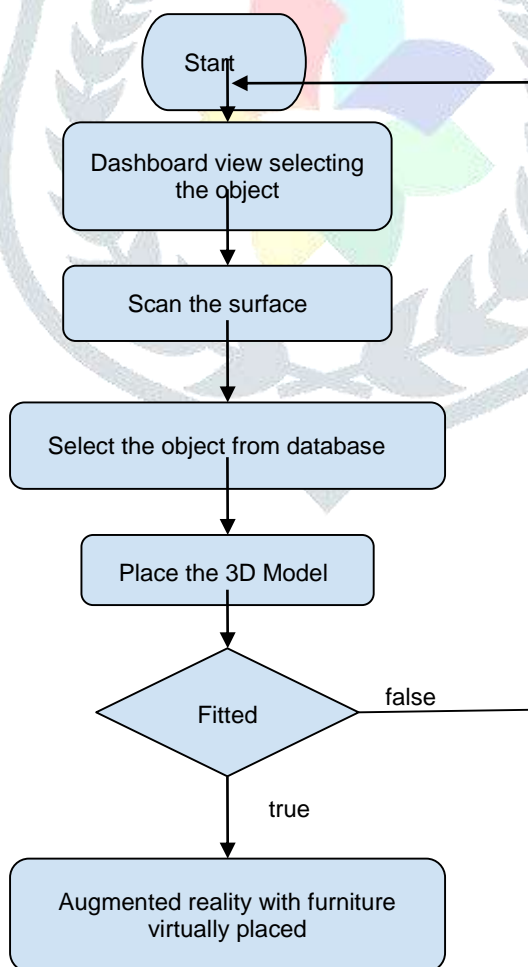 Start
Dashboard view selecting
the object
Scan the surface
Select the object from database
Place the 3D Model
Fitted
false
true
Augmented reality with furniture
virtually placed